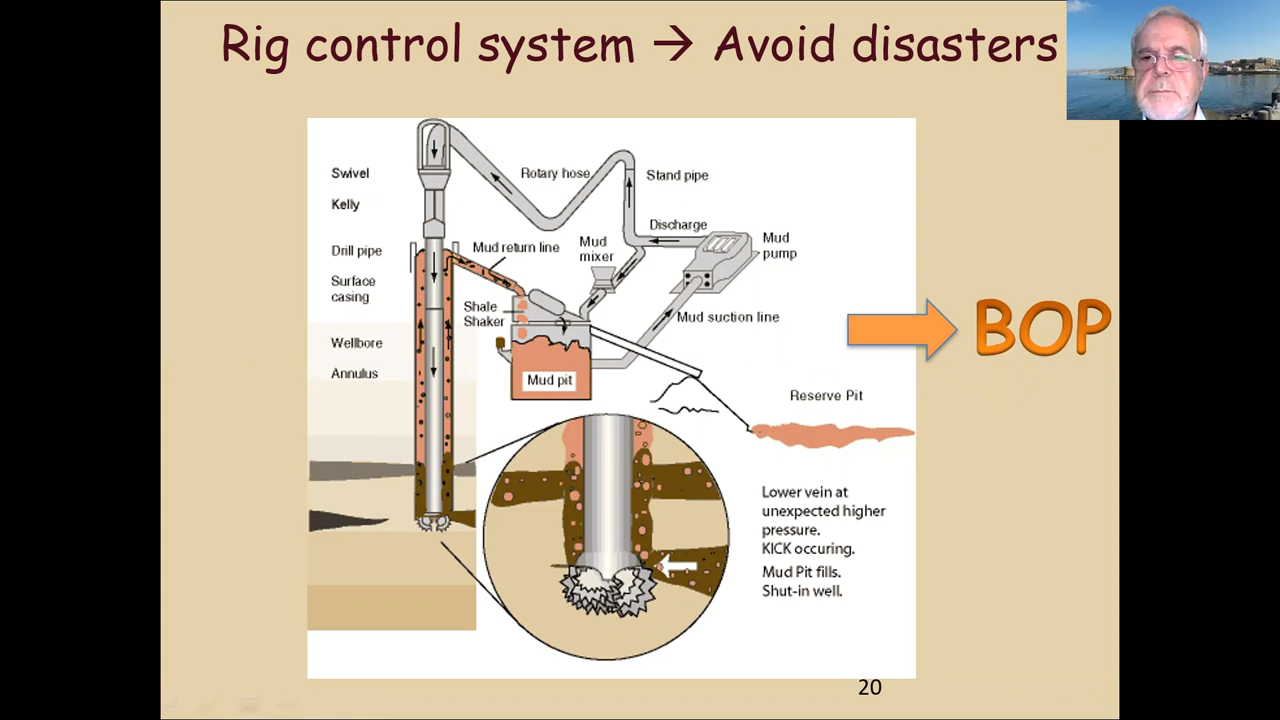 Rig control system → Avoid disasters
Swivel
Rotary hose
Stand pipe
Kelly
Discharge
Mud
pump
Drill pipe
Mud return line
Mud
mixer
Surface
casing
Shale
Shaker
Mud suction line
BOP
Wellbore
Annulus
Mud pit
Reserve Pit
Lower vein at
unexpected higher
pressure.
KICK occuring.
Mud Pit fills.
Shut-in well.
20